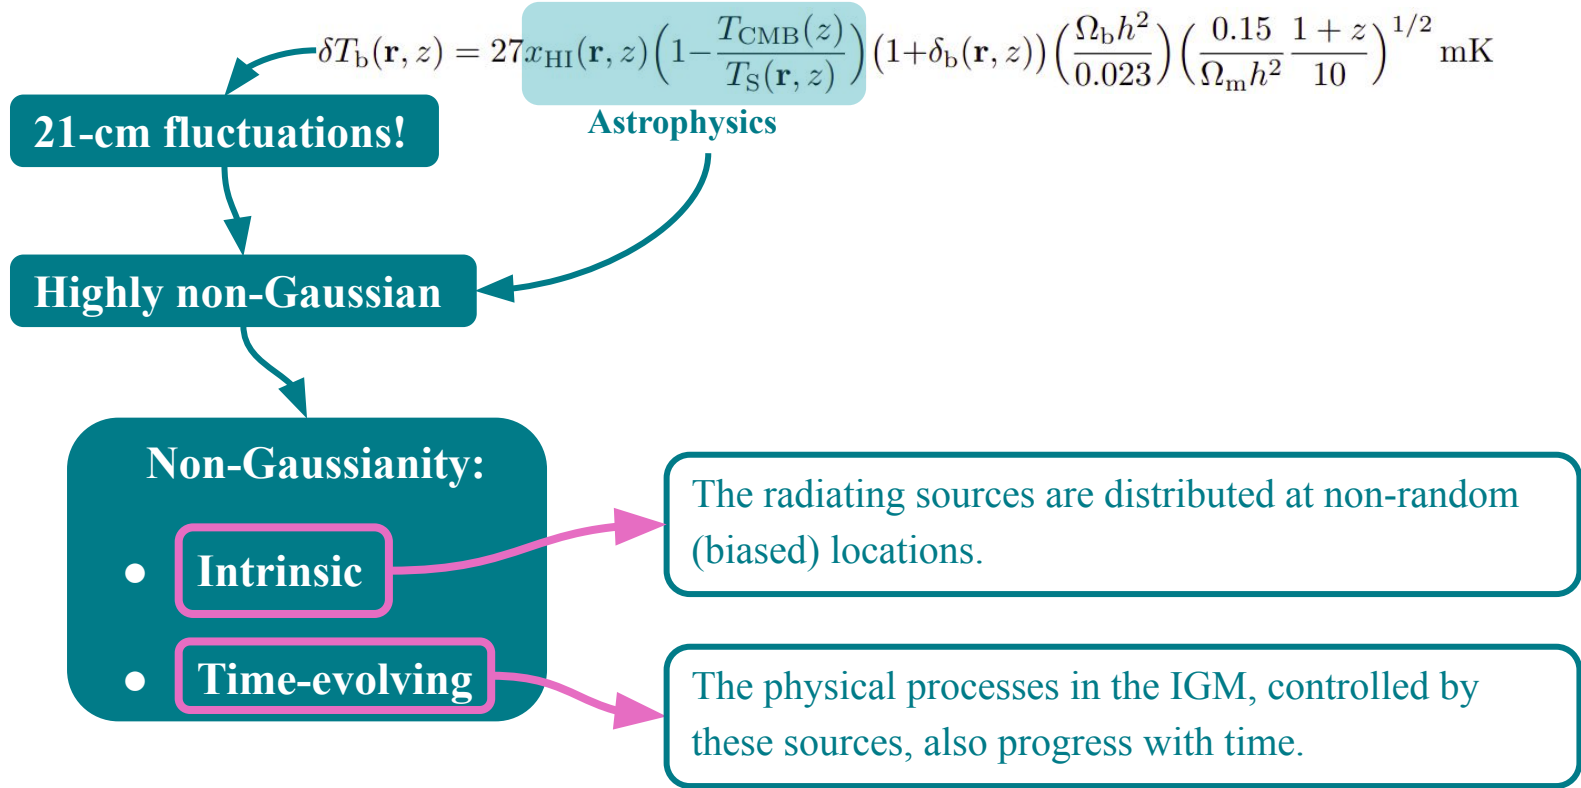 δT_b(r, z) = 27x_HI(r, z)(1−T_CMB(z)/T_S(r, z))(1+δ_b(r, z))(Ω_b h²/0.023)(0.15/Ω_m h² 1 + z/10)^1/2 mK
Astrophysics
21-cm fluctuations!
Highly non-Gaussian
Non-Gaussianity:
● Intrinsic
● Time-evolving
The radiating sources are distributed at non-random
(biased) locations.
The physical processes in the IGM, controlled by
these sources, also progress with time.